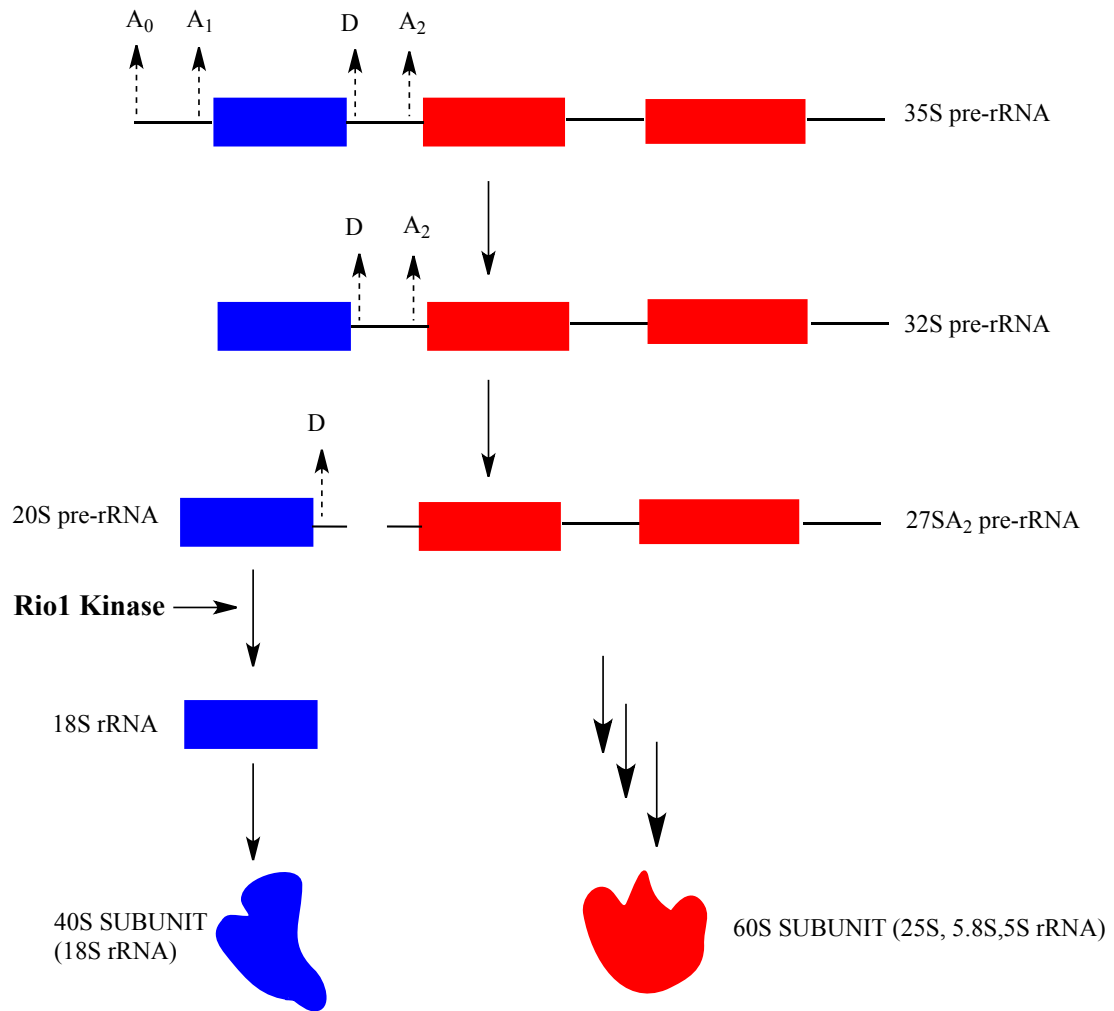 A₀ A₁ D A₂
35S pre-rRNA
D A₂
32S pre-rRNA
D
20S pre-rRNA
27SA₂ pre-rRNA
Rio1 Kinase
18S rRNA
40S SUBUNIT
(18S rRNA)
60S SUBUNIT (25S, 5.8S,5S rRNA)